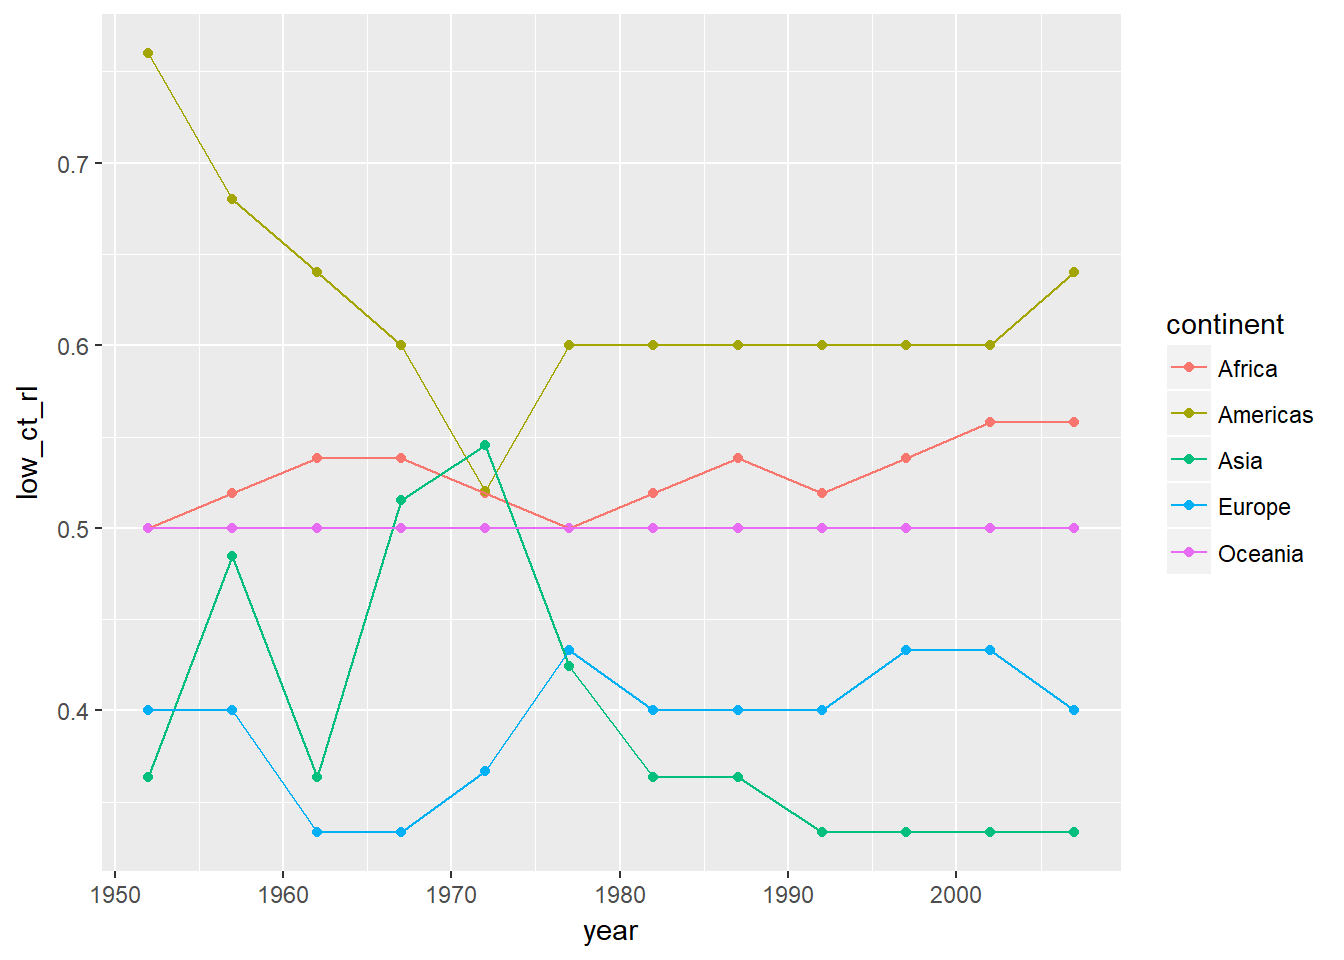 low_ct_rl
0.7
0.6
0.5
0.4
1950 1960 1970 1980 1990 2000
year
continent
Africa
Americas
Asia
Europe
Oceania